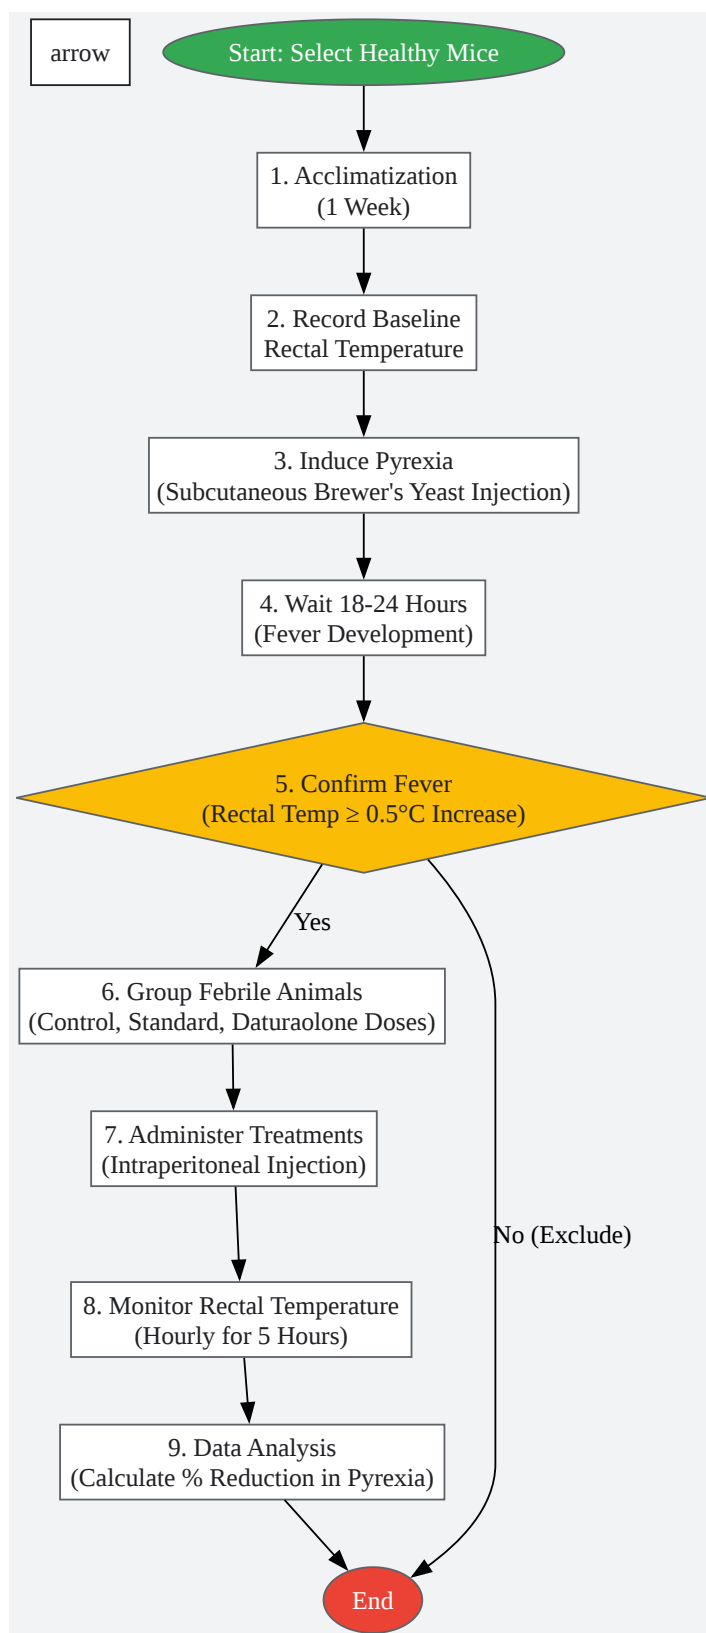 arrow
Start: Select Healthy Mice
1. Acclimatization
(1 Week)
2. Record Baseline
Rectal Temperature
3. Induce Pyrexia
(Subcutaneous Brewer's Yeast Injection)
4. Wait 18-24 Hours
(Fever Development)
5. Confirm Fever
(Rectal Temp ≥ 0.5°C Increase)
Yes
6. Group Febrile Animals
(Control, Standard, Daturaolone Doses)
7. Administer Treatments
(Intraperitoneal Injection)
No (Exclude)
8. Monitor Rectal Temperature
(Hourly for 5 Hours)
9. Data Analysis
(Calculate % Reduction in Pyrexia)
End